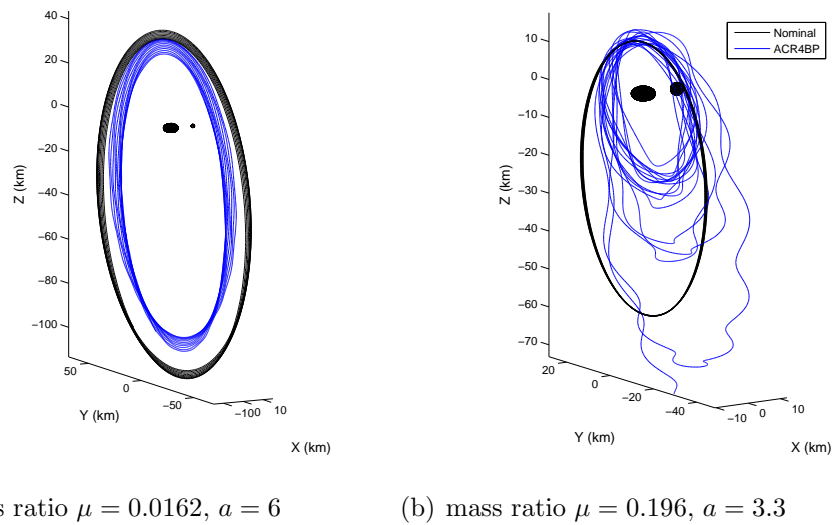 40
20
0
−20
−40
−60
−80
−100
Z (km)
50
0
−50
Y (km)
−100
10
X (km)
10
0
−10
−20
−30
−40
−50
−60
−70
Z (km)
20
0
−20
−40
Y (km)
−10
0
10
X (km)
Nominal
ACR4BP
ratio μ = 0.0162, a = 6
(b) mass ratio μ = 0.196, a = 3.3